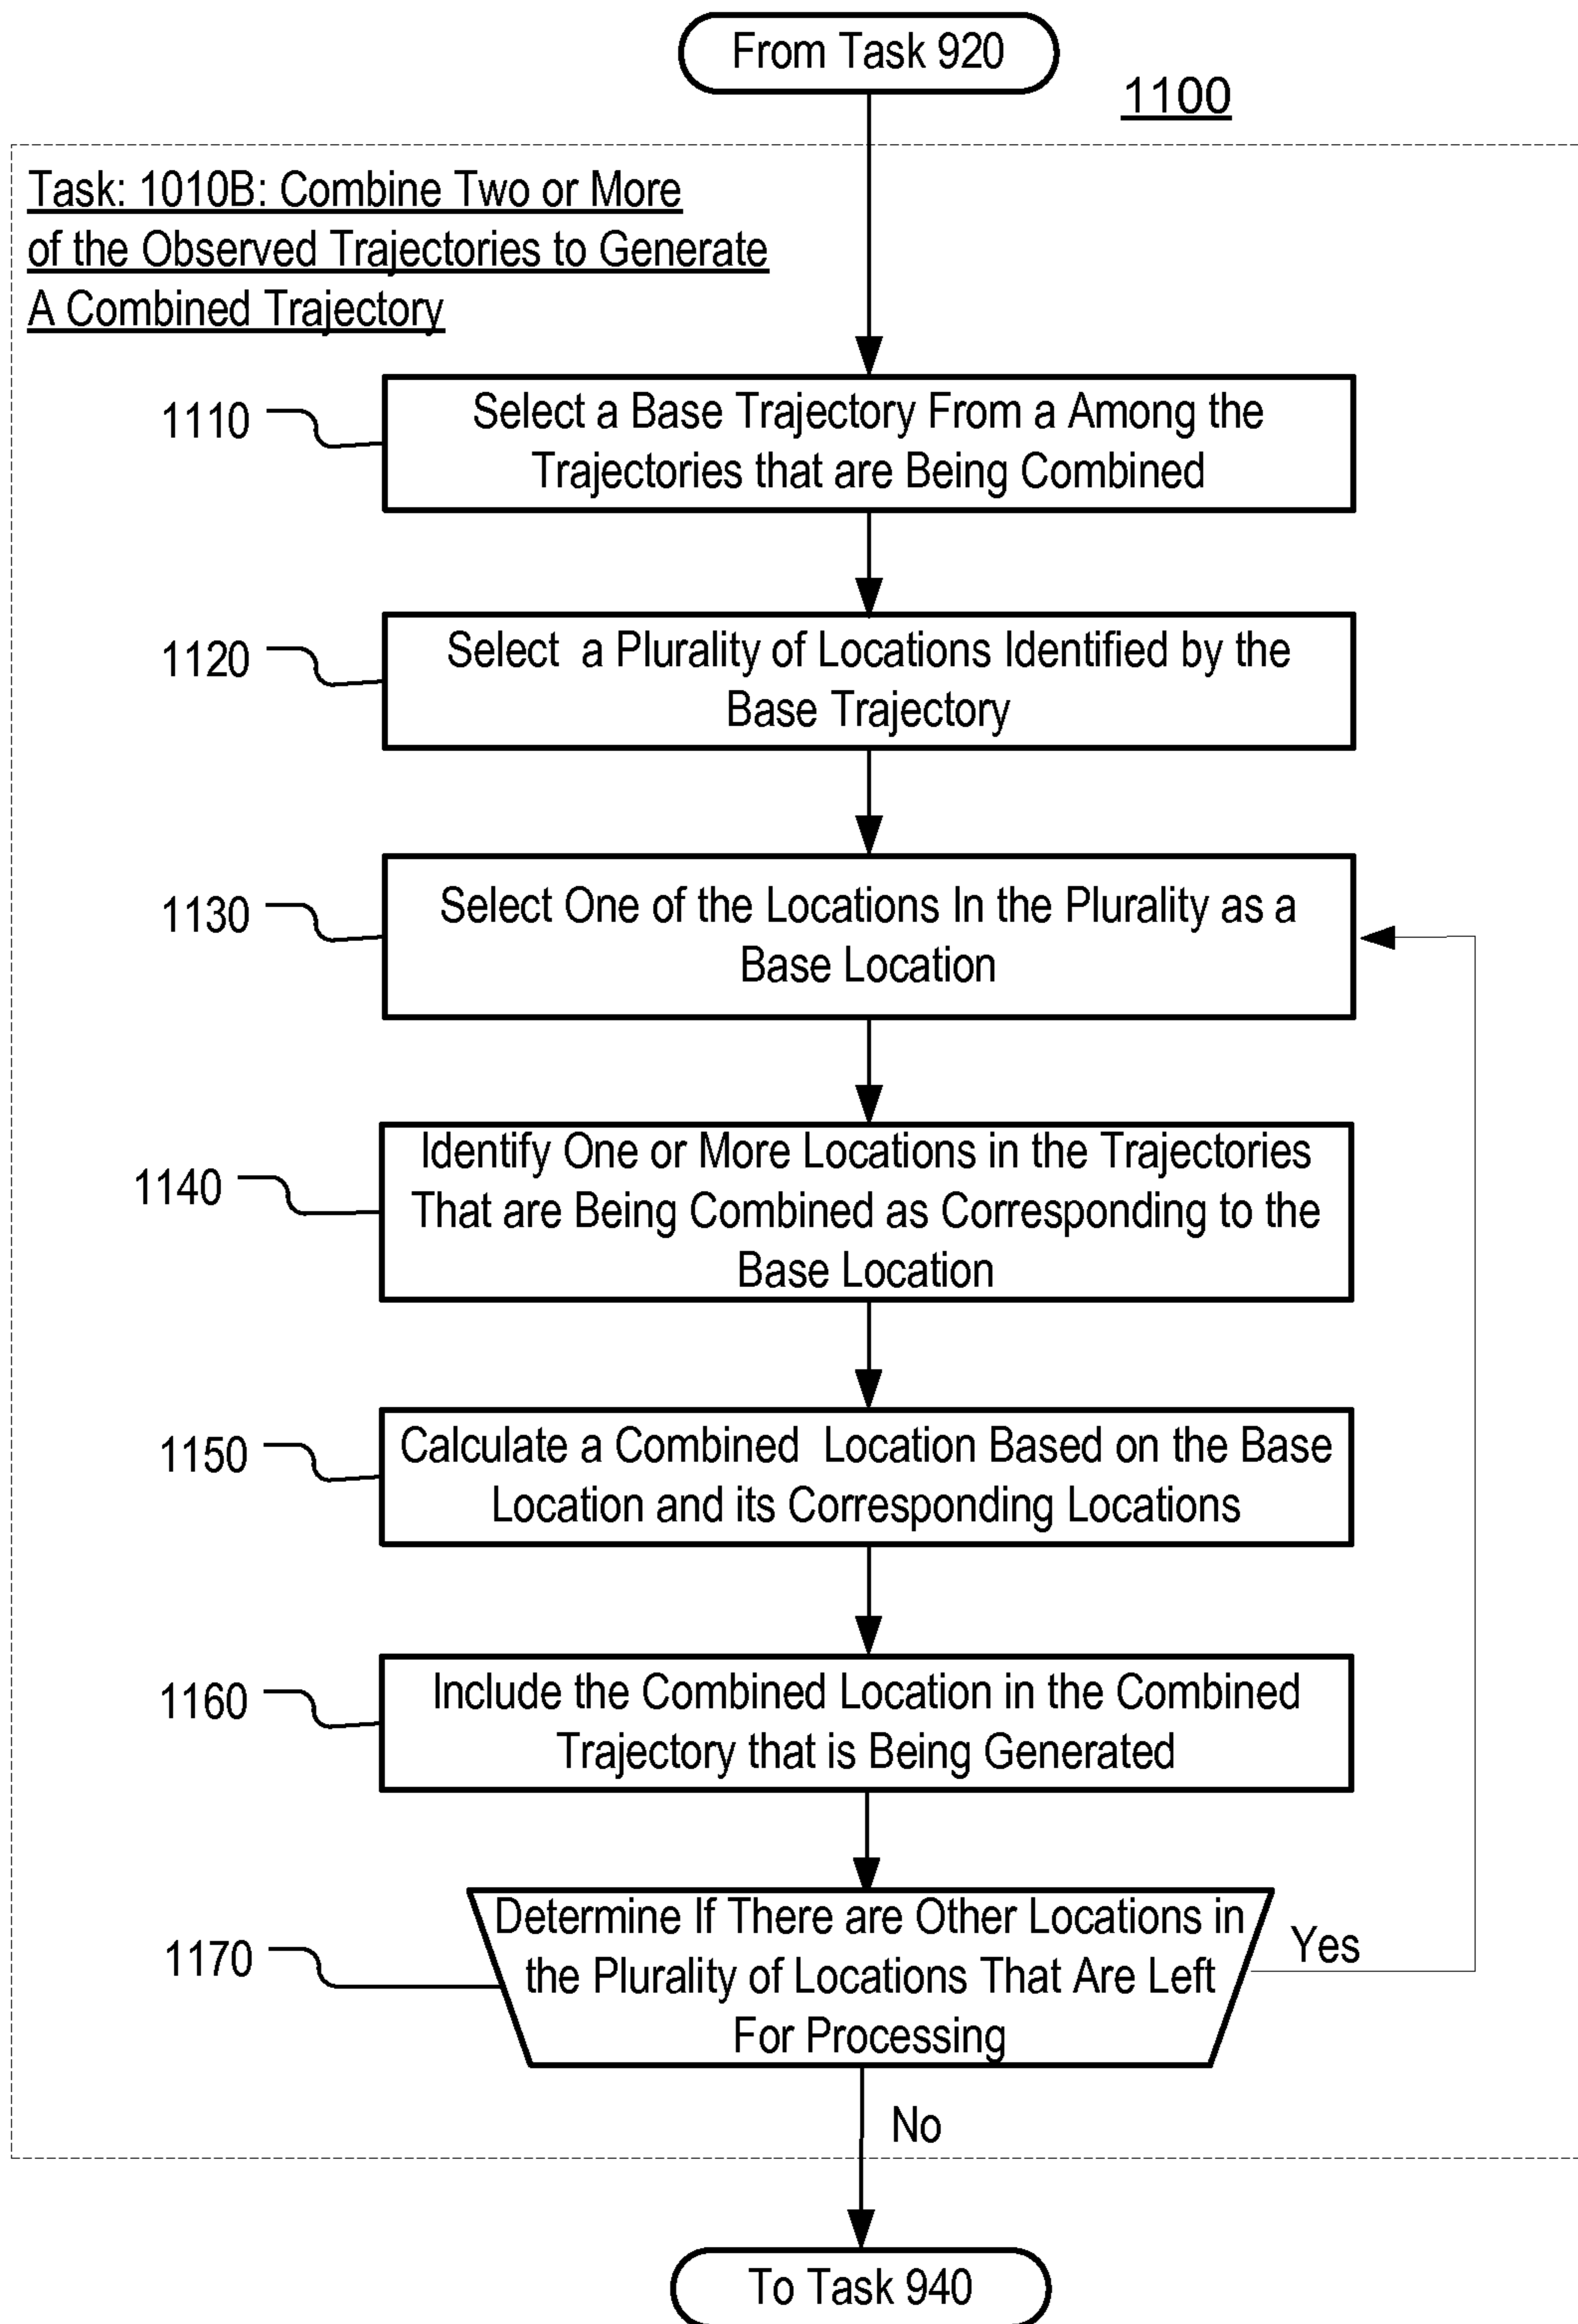 From Task 920
1100
Task: 1010B: Combine Two or More
of the Observed Trajectories to Generate
A Combined Trajectory
1110
Select a Base Trajectory From a Among the
Trajectories that are Being Combined
1120
Select a Plurality of Locations Identified by the
Base Trajectory
1130
Select One of the Locations In the Plurality as a
Base Location
1140
Identify One or More Locations in the Trajectories
That are Being Combined as Corresponding to the
Base Location
1150
Calculate a Combined Location Based on the Base
Location and its Corresponding Locations
1160
Include the Combined Location in the Combined
Trajectory that is Being Generated
1170
Determine If There are Other Locations in
the Plurality of Locations That Are Left
For Processing
Yes
No
To Task 940